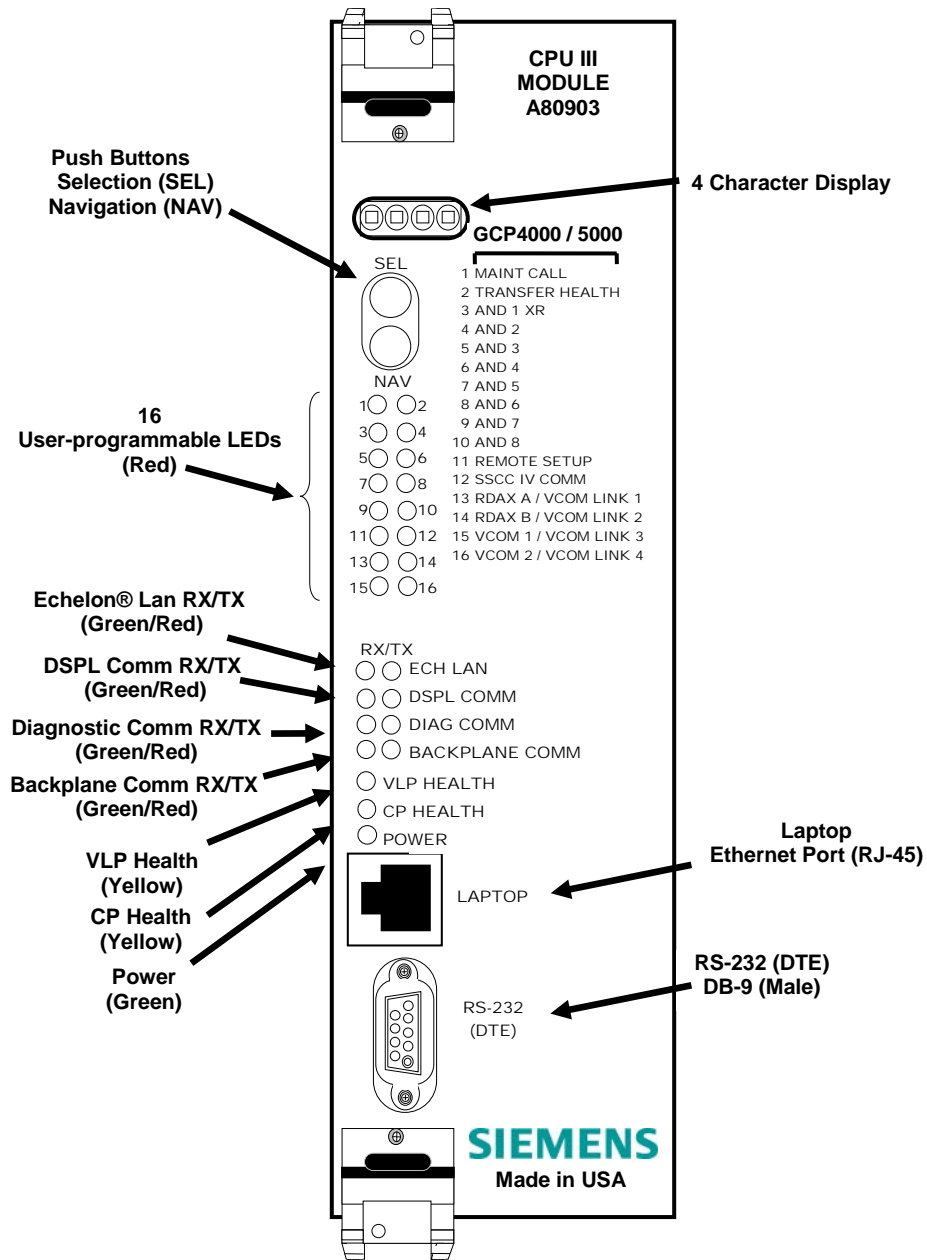 CPU III
MODULE
A80903
Push Buttons
Selection (SEL)
Navigation (NAV)
4 Character Display
GCP4000 / 5000
SEL
NAV
1 MAINT CALL
2 TRANSFER HEALTH
3 AND 1 XR
4 AND 2
5 AND 3
6 AND 4
7 AND 5
8 AND 6
9 AND 7
10 AND 8
11 REMOTE SETUP
12 SSCC IV COMM
13 RDAX A / VCOM LINK 1
14 RDAX B / VCOM LINK 2
15 VCOM 1 / VCOM LINK 3
16 VCOM 2 / VCOM LINK 4
16
User-programmable LEDs
(Red)
1 2
3 4
5 6
7 8
9 10
11 12
13 14
15 16
Echelon® Lan RX/TX
(Green/Red)
DSPL Comm RX/TX
(Green/Red)
Diagnostic Comm RX/TX
(Green/Red)
Backplane Comm RX/TX
(Green/Red)
VLP Health
(Yellow)
CP Health
(Yellow)
Power
(Green)
RX/TX
ECH LAN
DSPL COMM
DIAG COMM
BACKPLANE COMM
VLP HEALTH
CP HEALTH
POWER
LAPTOP
Laptop
Ethernet Port (RJ-45)
RS-232
(DTE)
RS-232 (DTE)
DB-9 (Male)
SIEMENS
Made in USA